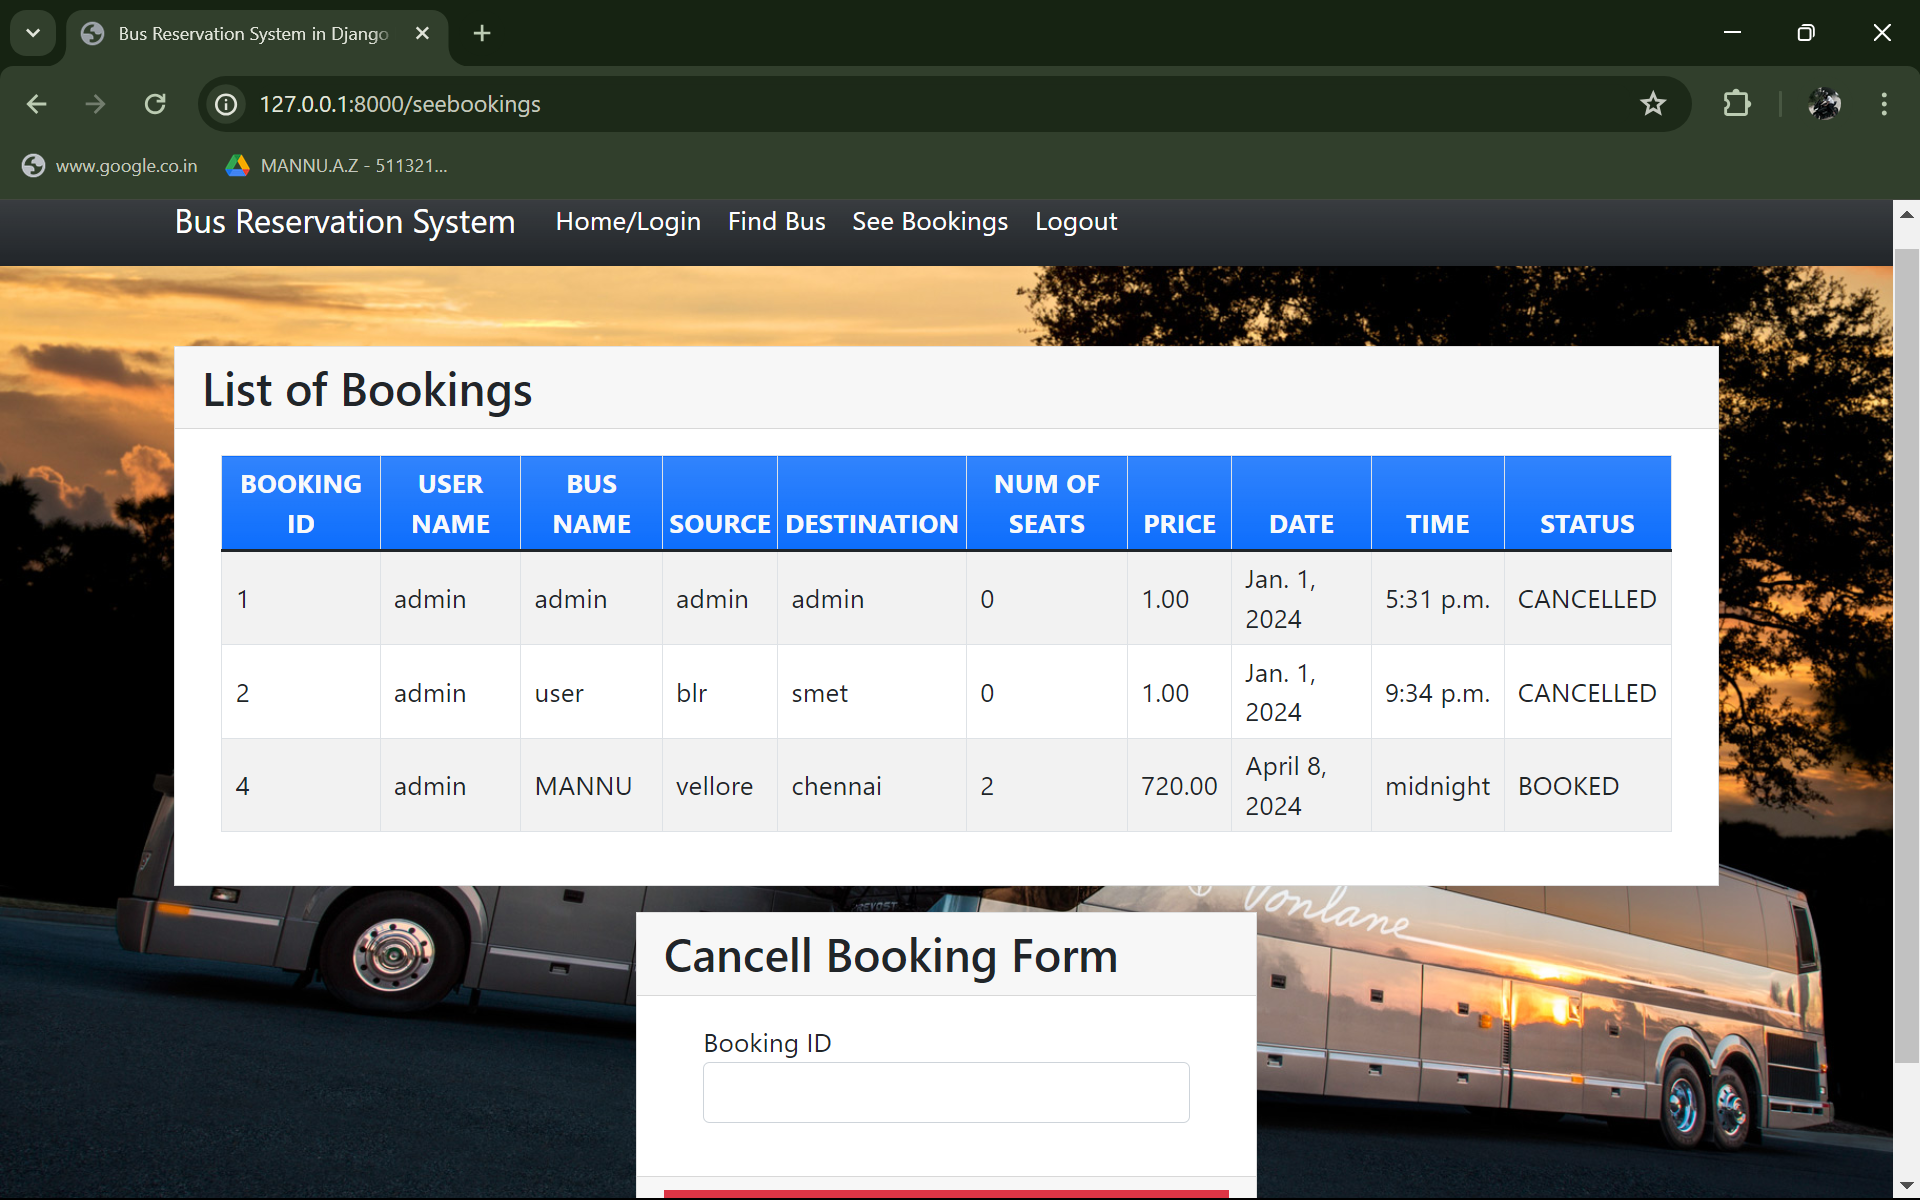 Bus Reservation System in Django
127.0.0.1:8000/seebookings
www.google.co.in MANNU.A.Z - 511321...
Bus Reservation System Home/Login Find Bus See Bookings Logout
List of Bookings
BOOKING ID USER NAME BUS NAME SOURCE DESTINATION NUM OF SEATS PRICE DATE TIME STATUS
1 admin admin admin admin 0 1.00 Jan. 1, 2024 5:31 p.m. CANCELLED
2 admin user blr smet 0 1.00 Jan. 1, 2024 9:34 p.m. CANCELLED
4 admin MANNU vellore chennai 2 720.00 April 8, 2024 midnight BOOKED
PREVOST
Vonlane
Cancell Booking Form
Booking ID